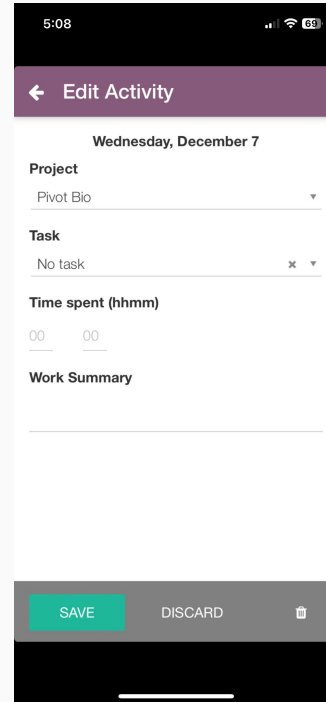 5:08
69
Edit Activity
Wednesday, December 7
Project
Pivot Bio
Task
No task
Time spent (hhmm)
00 00
Work Summary
SAVE DISCARD